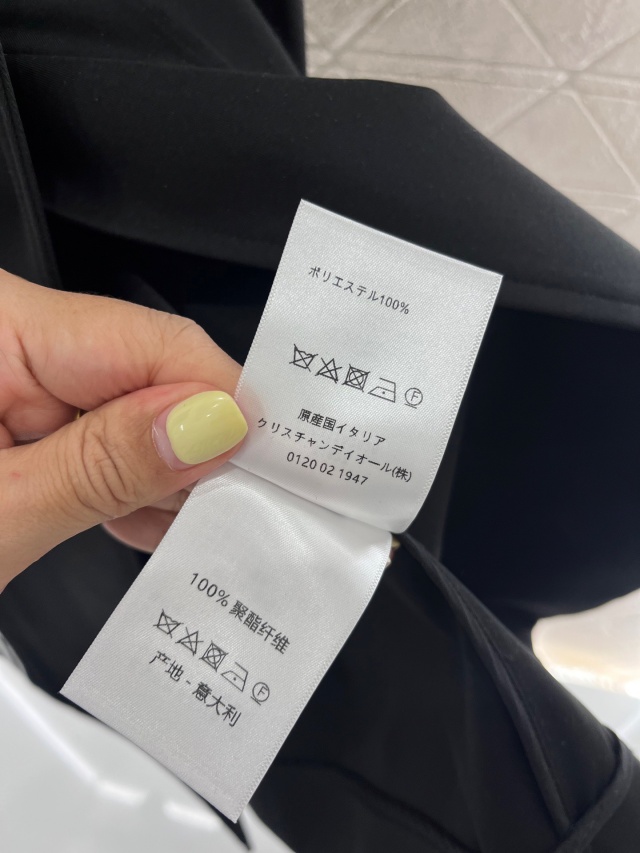 ポリエステル100%
F
原産国イタリア
クリスチャンディオール(株)
0120 02 1947
100% 聚酯纤维
F
产地 - 意大利